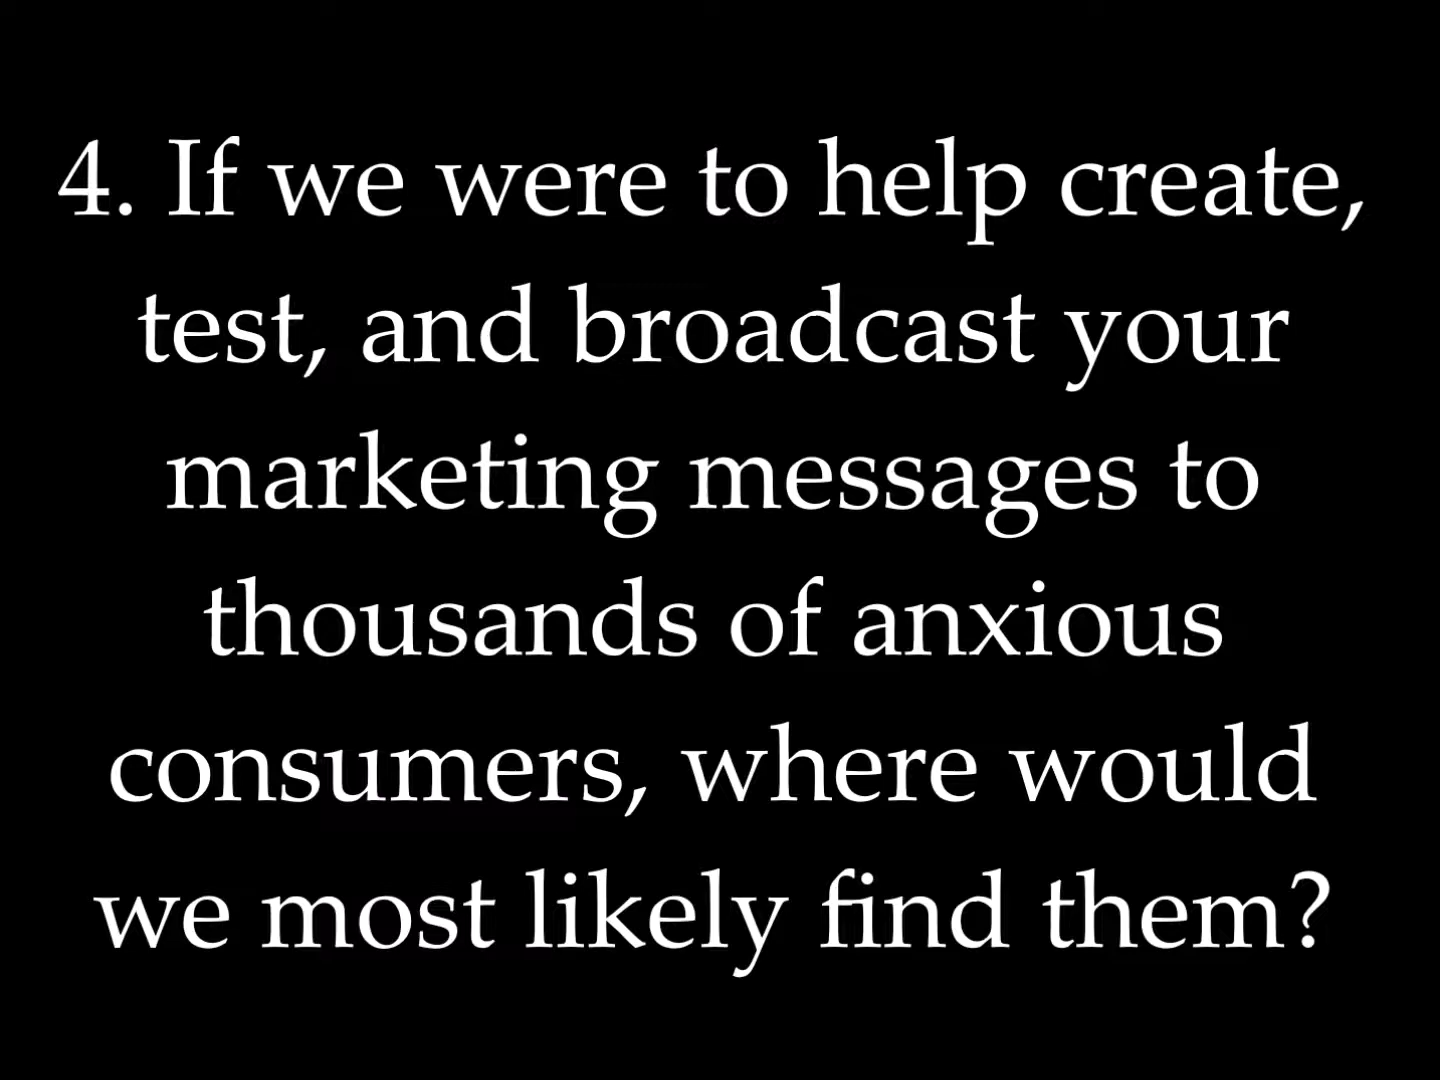 4. If we were to help create,
test, and broadcast your
marketing messages to
thousands of anxious
consumers, where would
we most likely find them?